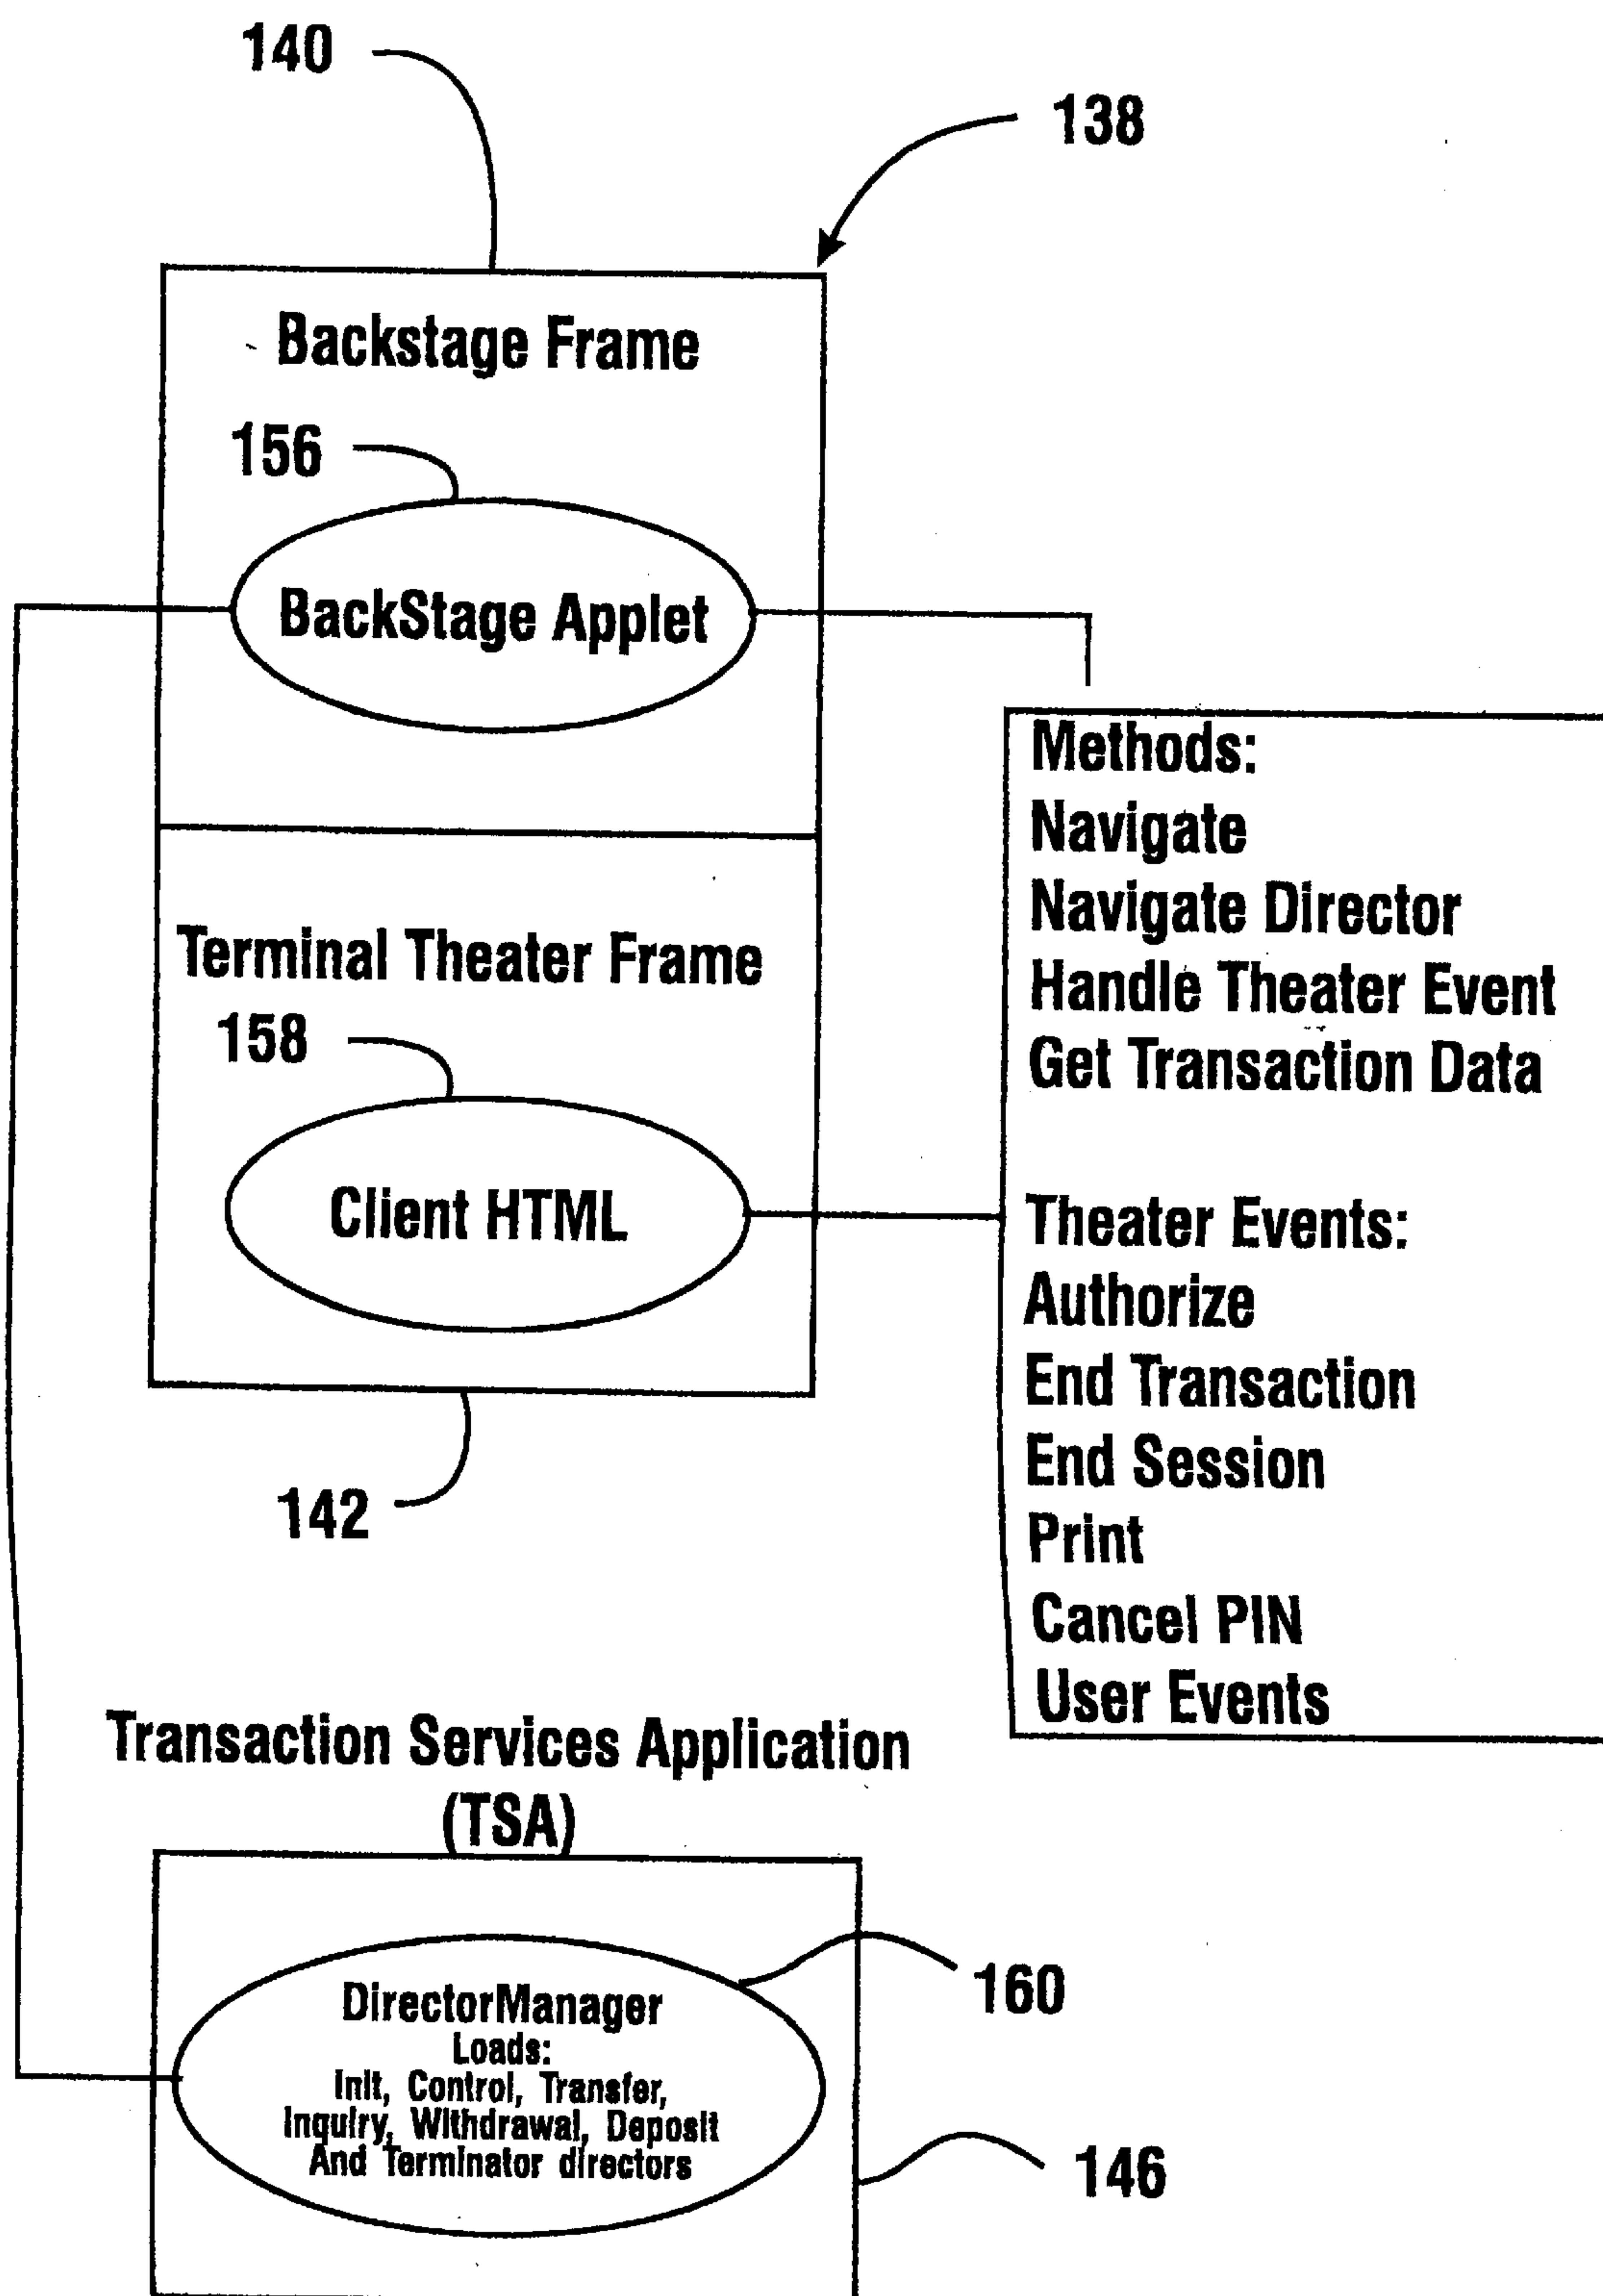 140
138
Backstage Frame
156
BackStage Applet
Methods:
Navigate
Navigate Director
Handle Theater Event
Get Transaction Data
Terminal Theater Frame
158
Client HTML
Theater Events:
Authorize
End Transaction
End Session
Print
Cancel PIN
User Events
142
Transaction Services Application
(TSA)
DirectorManager
Loads:
Init, Control, Transfer,
Inquiry, Withdrawal, Deposit
And Terminator directors
160
146